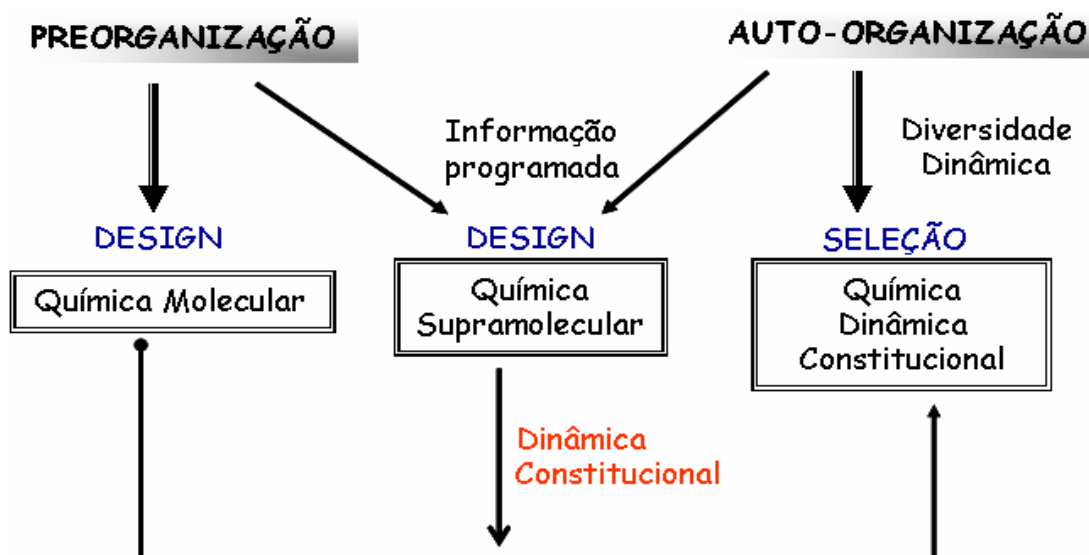 PREORGANIZAÇÃO
AUTO-ORGANIZAÇÃO
Informação
programada
Diversidade
Dinâmica
DESIGN
DESIGN
SELEÇÃO
Química Molecular
Química
Supramolecular
Química
Dinâmica
Constitucional
Dinâmica
Constitucional